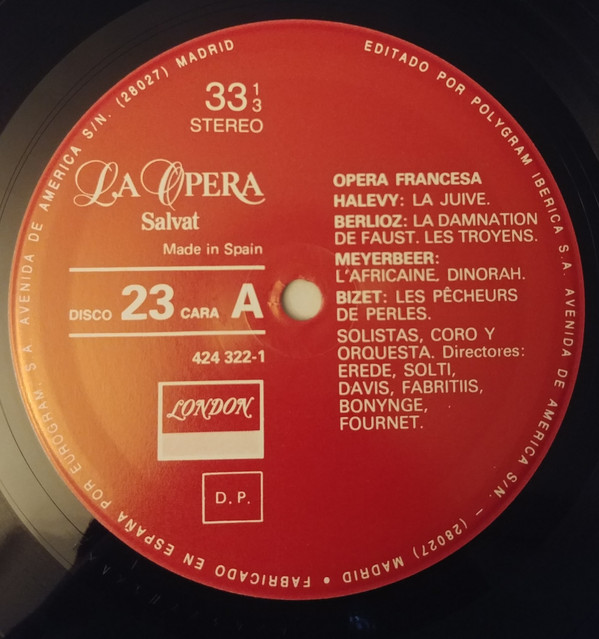 EDITADO POR POLYGRAM IBERICA S.A. AVENIDA DE AMERICA S/N. – (28027) MADRID • FABRICADO EN ESPAÑA POR EUROGRAM. S A AVENIDA DE AMERICA S/N. (28027) MADRID
33 1/3
STEREO
LA OPERA
Salvat
Made in Spain
DISCO 23 CARA A
424 322-1
LONDON
D.P.
OPERA FRANCESA
HALEVY: LA JUIVE.
BERLIOZ: LA DAMNATION
DE FAUST. LES TROYENS.
MEYERBEER:
L'AFRICAINE, DINORAH.
BIZET: LES PÊCHEURS
DE PERLES.
SOLISTAS, CORO Y
ORQUESTA. Directores:
EREDE, SOLTI,
DAVIS, FABRITIIS,
BONYNGE,
FOURNET.